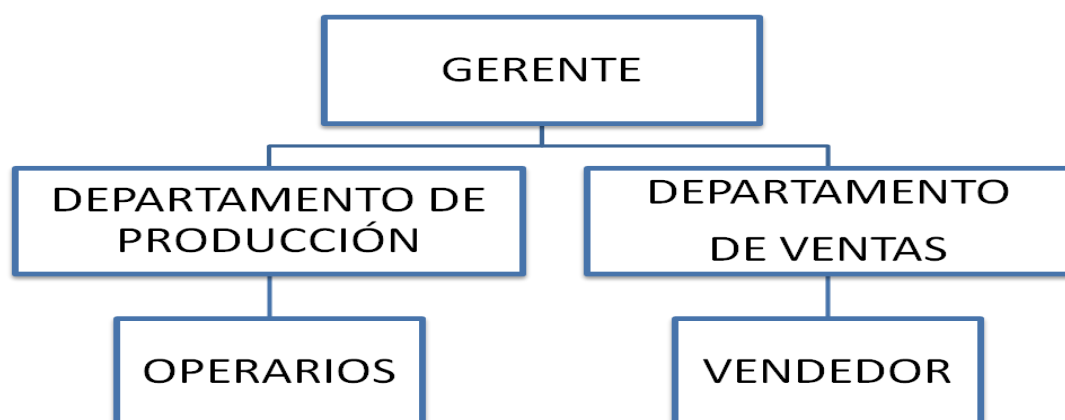 GERENTE
DEPARTAMENTO DE
PRODUCCIÓN
DEPARTAMENTO
DE VENTAS
OPERARIOS
VENDEDOR